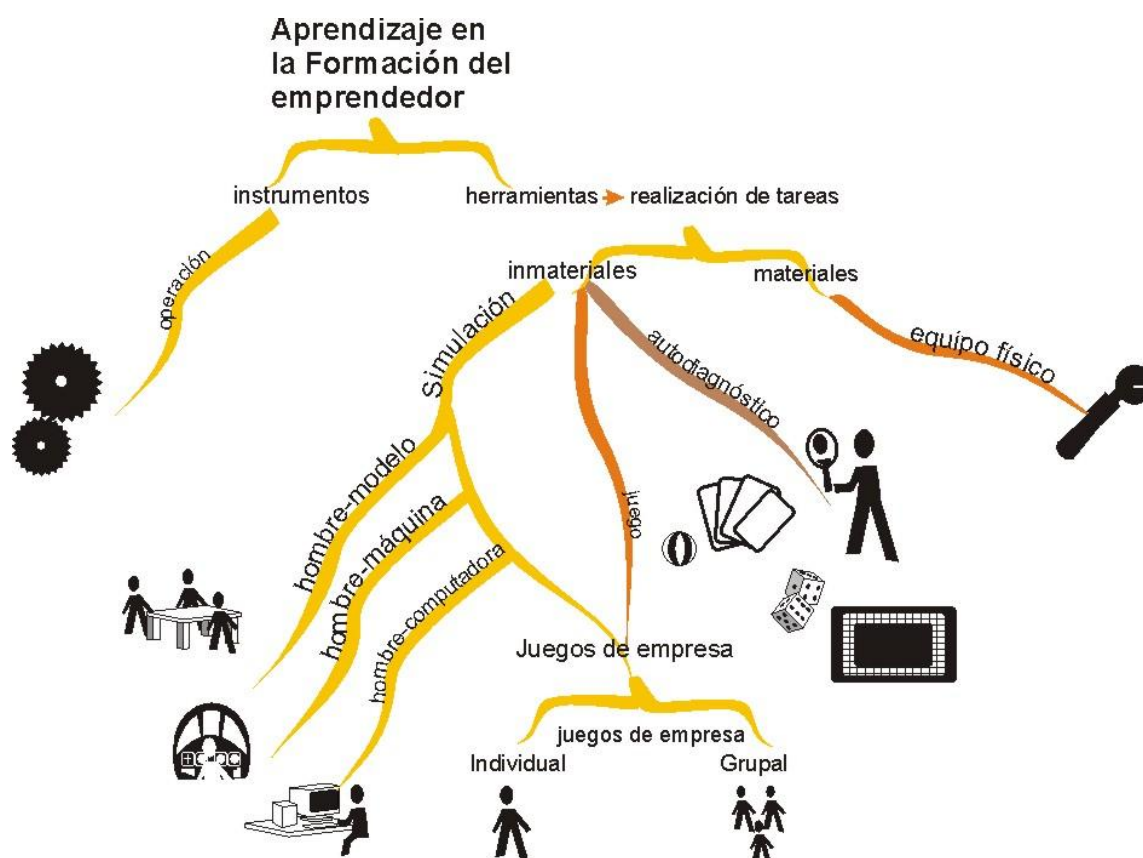 Aprendizaje en
la Formación del
emprendedor
instrumentos
herramientas
realización de tareas
operación
inmateriales
materiales
Simulación
autodiagnóstico
equipo físico
juego
hombre-modelo
hombre-máquina
hombre-computadora
Juegos de empresa
juegos de empresa
Individual
Grupal